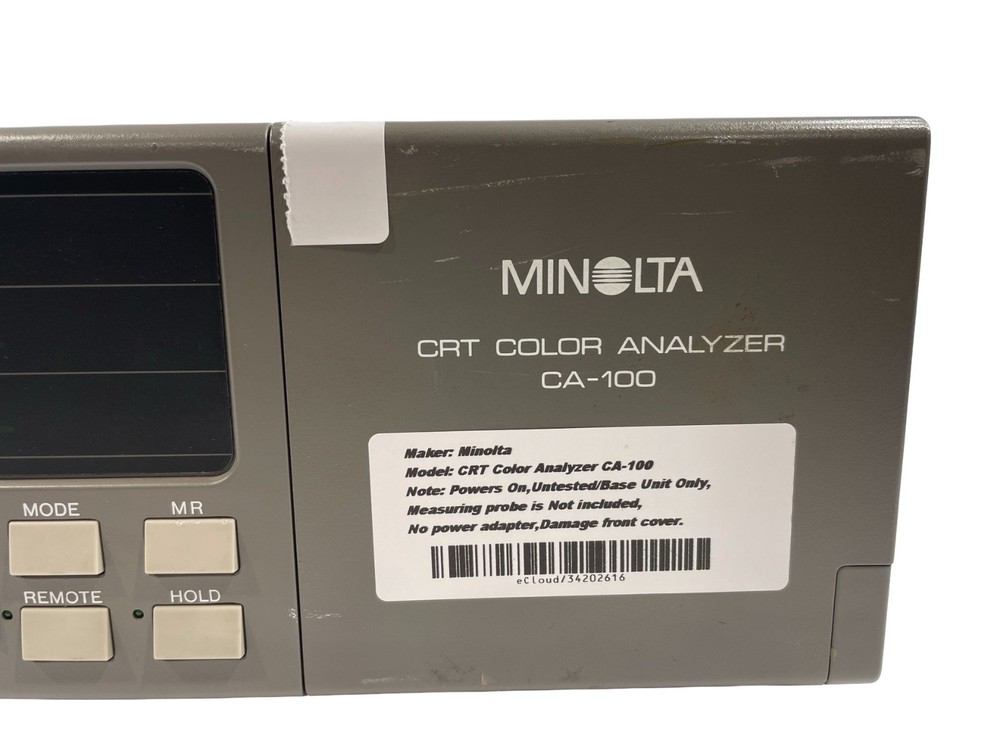 MINOLTA
CRT COLOR ANALYZER
CA-100
Maker: Minolta
Model: CRT Color Analyzer CA-100
Note: Powers On,Untested/Base Unit Only,
Measuring probe is Not included,
No power adapter,Damage front cover.
eCloud/34202616
MODE MR
REMOTE HOLD